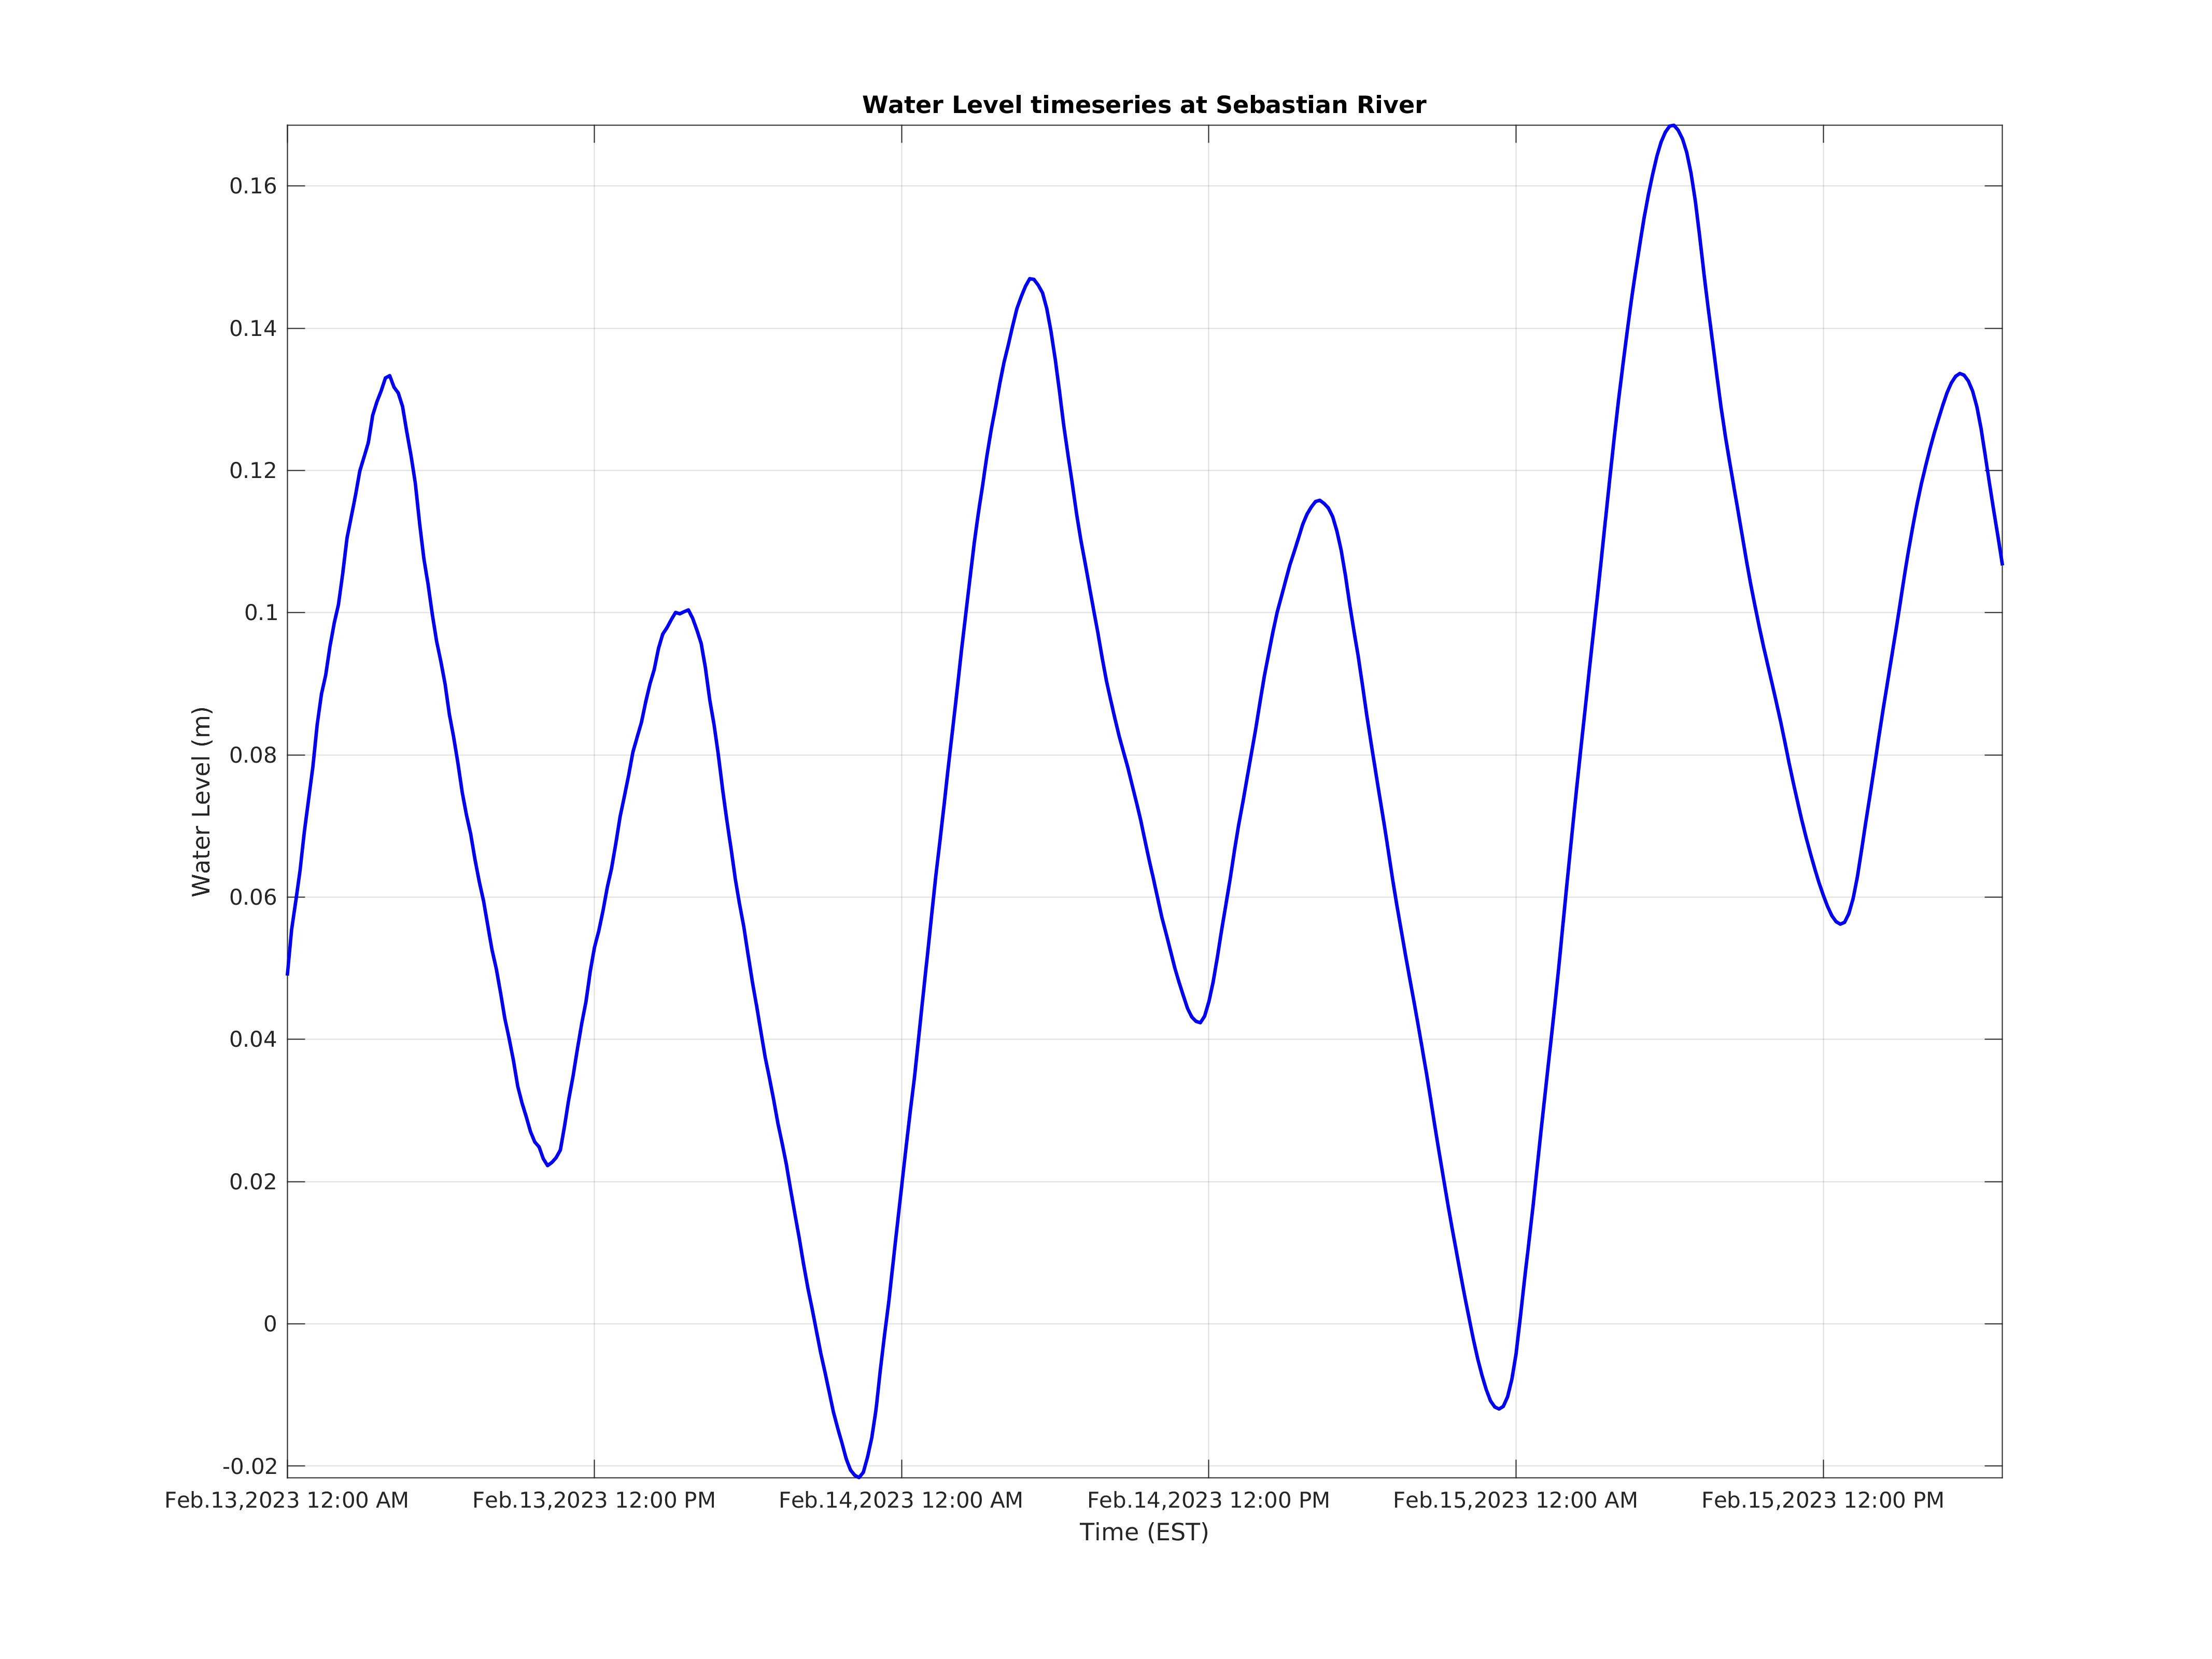 Water Level timeseries at Sebastian River
0.16
0.14
0.12
0.1
0.08
0.06
0.04
0.02
0
-0.02
Water Level (m)
Feb.13,2023 12:00 AM Feb.13,2023 12:00 PM Feb.14,2023 12:00 AM Feb.14,2023 12:00 PM Feb.15,2023 12:00 AM Feb.15,2023 12:00 PM
Time (EST)